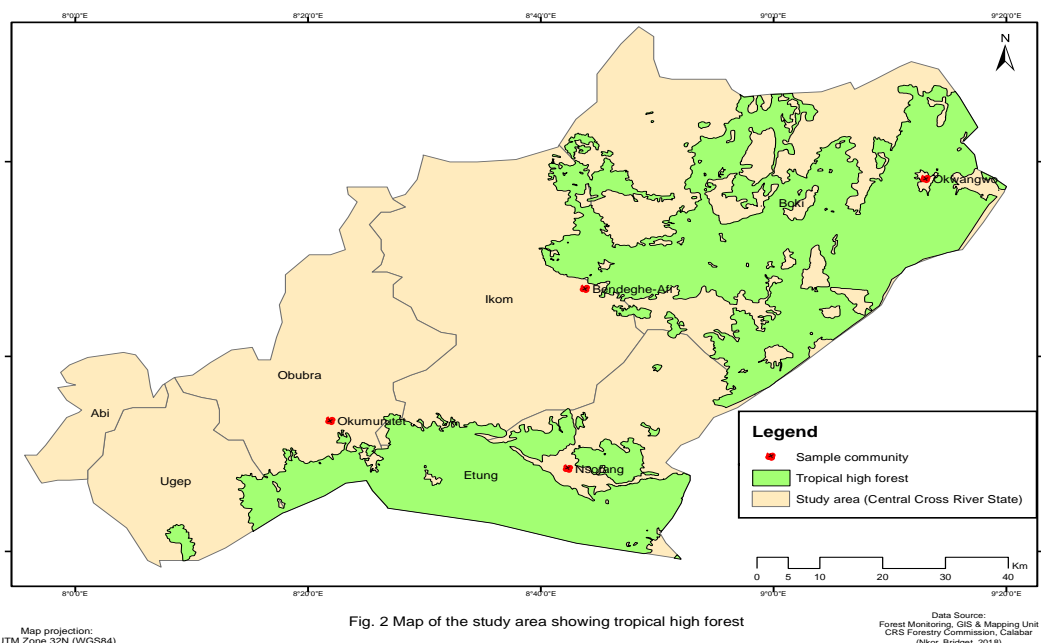 8°0'0"E 8°20'0"E 8°40'0"E 9°0'0"E 9°20'0"E
N
Okwangwo
Boki
Bendeghe-Afi
Ikom
Obubra
Abi
Okumurutet
Ugep
Etung
Nsofang
Legend
Sample community
Tropical high forest
Study area (Central Cross River State)
Km
0 5 10 20 30 40
8°0'0"E 8°20'0"E 8°40'0"E 9°0'0"E 9°20'0"E
Fig. 2 Map of the study area showing tropical high forest
Map projection:
UTM Zone 32N (WGS84)
Data Source:
Forest Monitoring, GIS & Mapping Unit
CRS Forestry Commission, Calabar
(Nkor, Bridget, 2018)